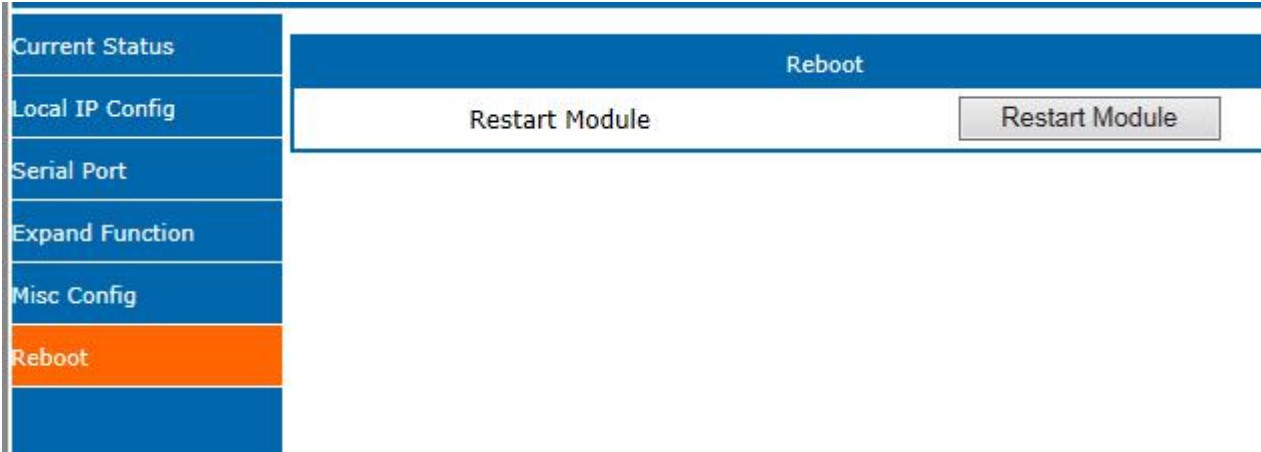 Current Status
Local IP Config
Serial Port
Expand Function
Misc Config
Reboot
Reboot
Restart Module
Restart Module